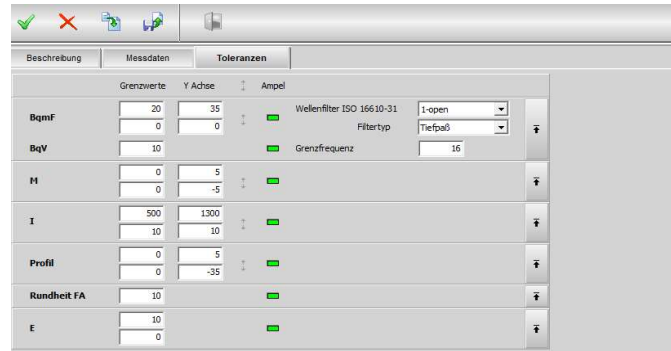 Beschreibung Messdaten Toleranzen
Grenzwerte Y Achse Ampel
20 35 Wellenfilter ISO 16610-31 1-open
BqmF
0 0 Filtertyp Tiefpaß
BqV 10 Grenzfrequenz 16
0 5
M
0 -5
500 1300
I
10 10
0 5
Profil
0 -35
Rundheit FA 10
10
E
0